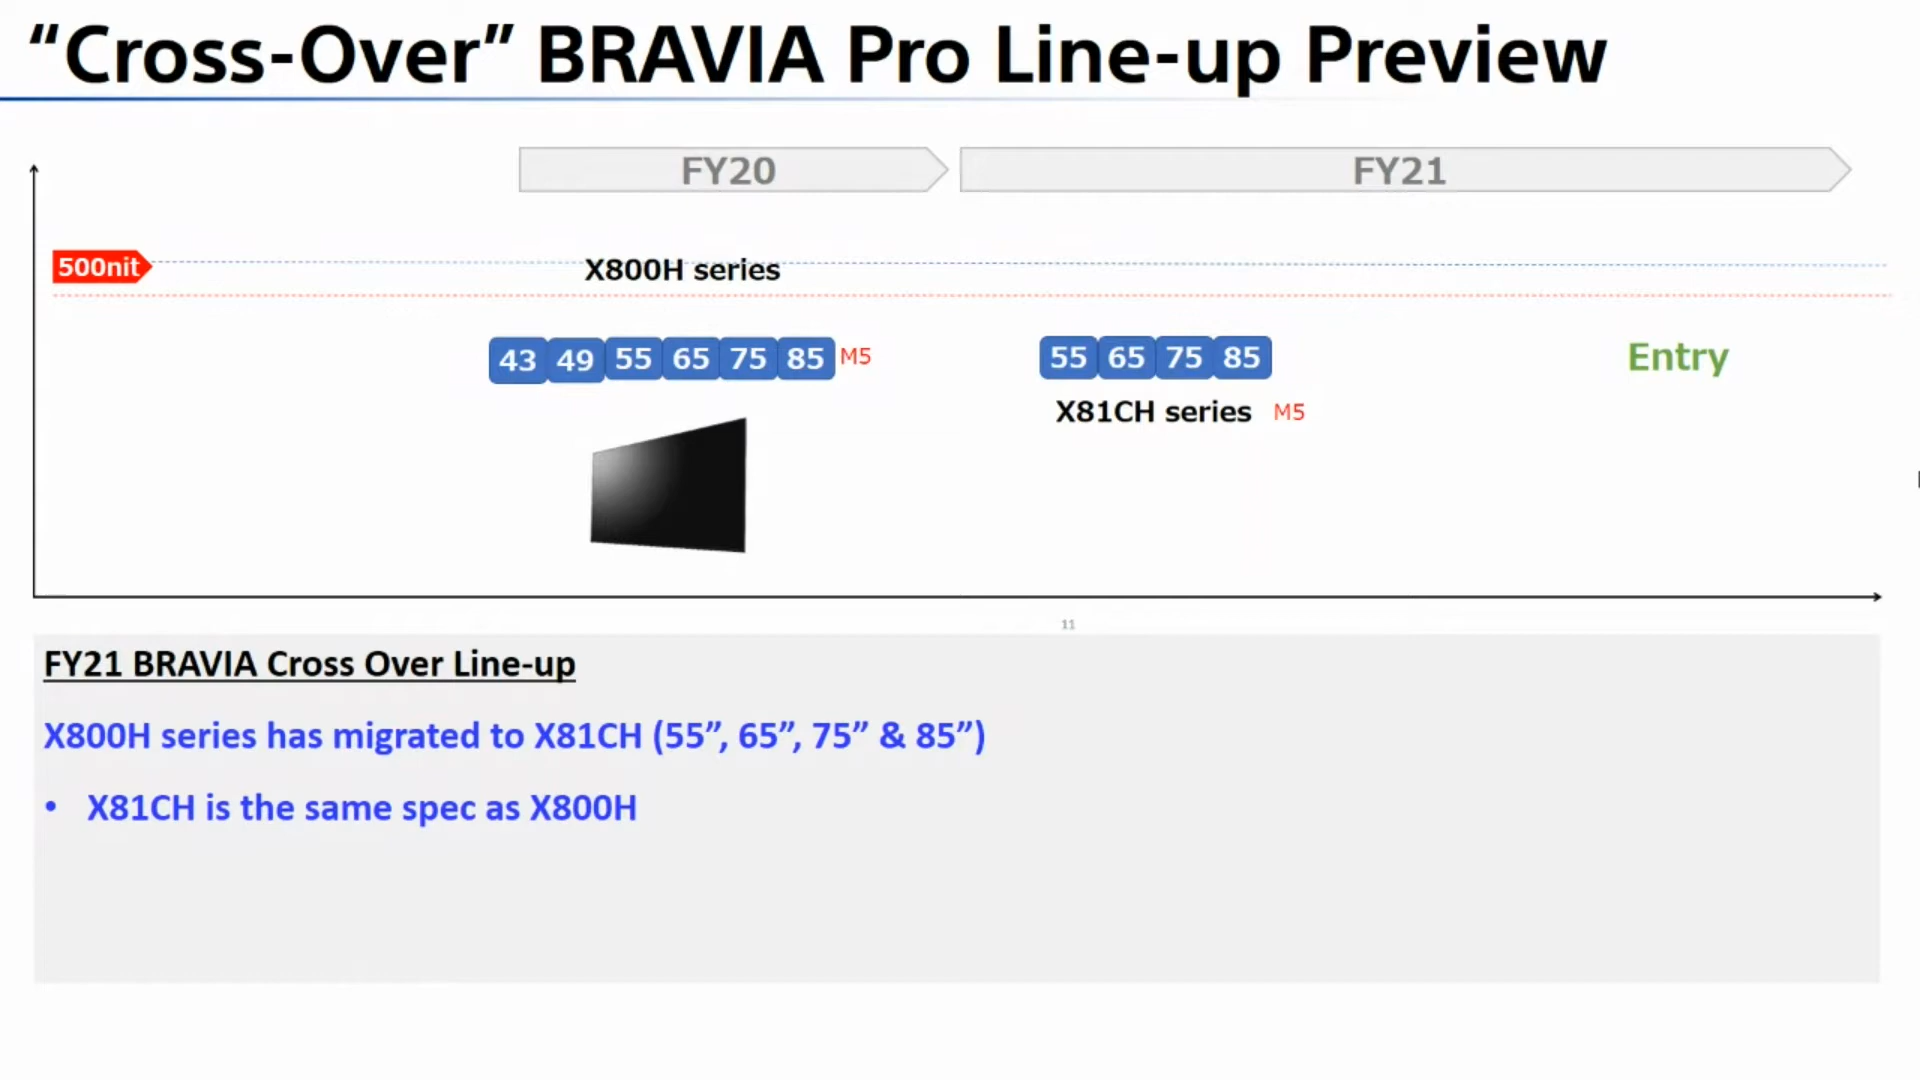 “Cross-Over” BRAVIA Pro Line-up Preview
FY20
FY21
500nit
X800H series
43 49 55 65 75 85 M5
55 65 75 85
Entry
X81CH series M5
11
FY21 BRAVIA Cross Over Line-up
X800H series has migrated to X81CH (55”, 65”, 75” & 85”)
• X81CH is the same spec as X800H